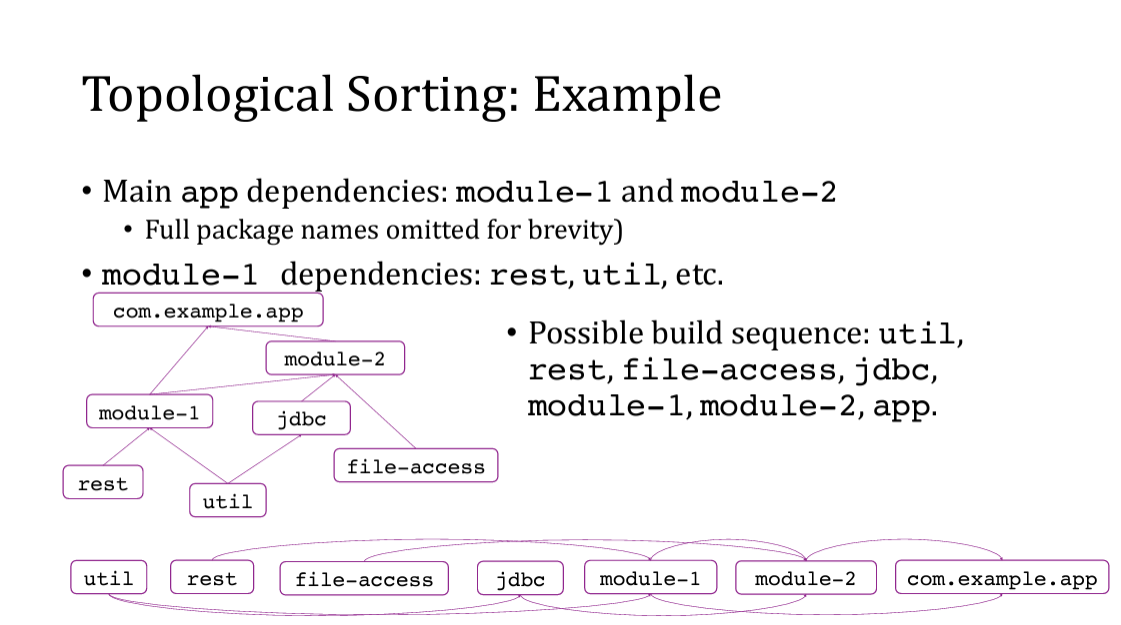 Topological Sorting: Example
• Main app dependencies: module-1 and module-2
• Full package names omitted for brevity)
• module-1 dependencies: rest, util, etc.
com.example.app
module-2
module-1
jdbc
file-access
rest
util
• Possible build sequence: util,
rest, file-access, jdbc,
module-1, module-2, app.
util rest file-access jdbc module-1 module-2 com.example.app